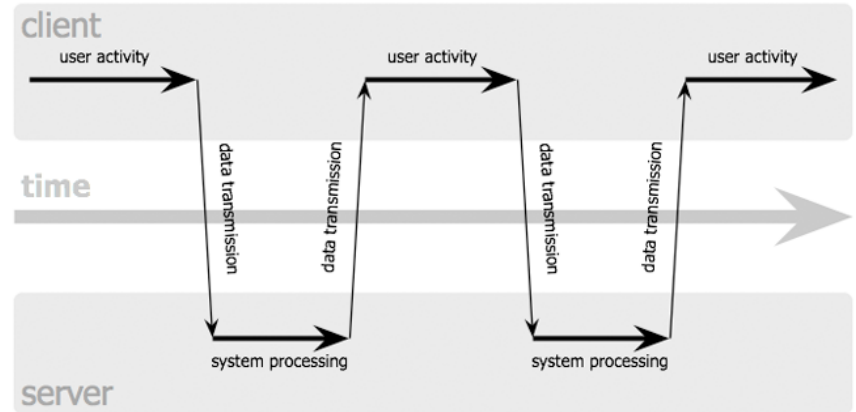 client
user activity
user activity
user activity
data transmission
data transmission
data transmission
data transmission
time
system processing
system processing
server